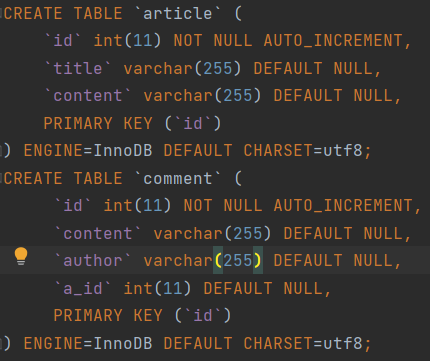 CREATE TABLE `article` (
`id` int(11) NOT NULL AUTO_INCREMENT,
`title` varchar(255) DEFAULT NULL,
`content` varchar(255) DEFAULT NULL,
PRIMARY KEY (`id`)
) ENGINE=InnoDB DEFAULT CHARSET=utf8;
CREATE TABLE `comment` (
`id` int(11) NOT NULL AUTO_INCREMENT,
`content` varchar(255) DEFAULT NULL,
`author` varchar(255) DEFAULT NULL,
`a_id` int(11) DEFAULT NULL,
PRIMARY KEY (`id`)
) ENGINE=InnoDB DEFAULT CHARSET=utf8;